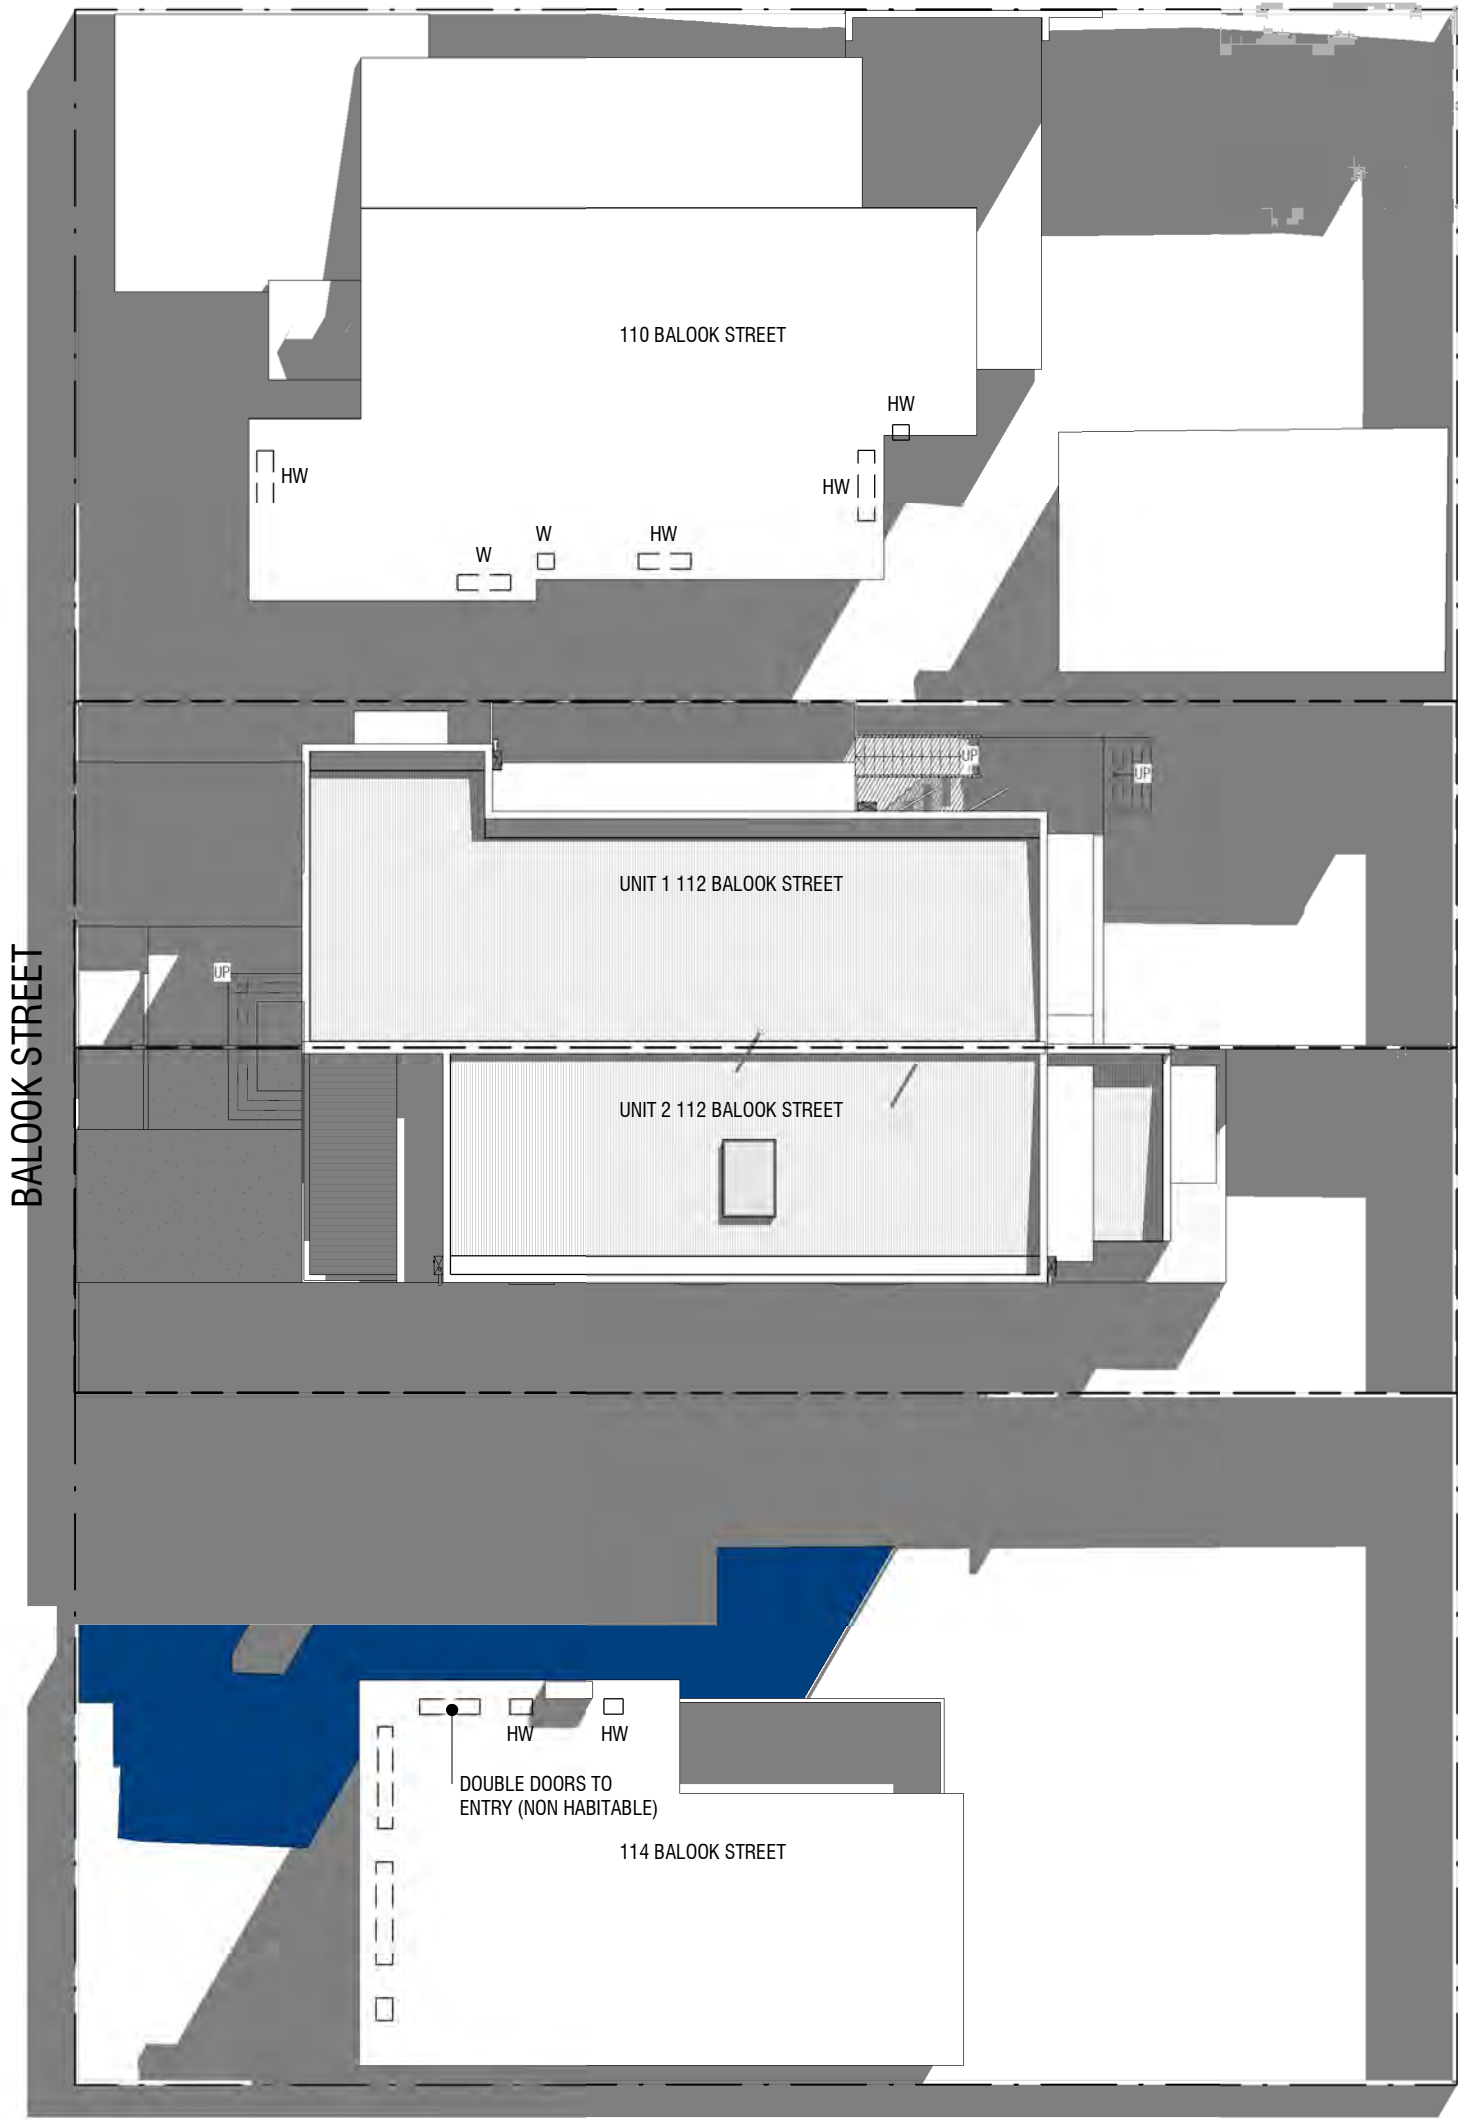 110 BALOOK STREET
HW
HW
HW
W
HW
W
UP
UP
UNIT 1 112 BALOOK STREET
BALOOK STREET
UP
UNIT 2 112 BALOOK STREET
HW
HW
DOUBLE DOORS TO
ENTRY (NON HABITABLE)
114 BALOOK STREET